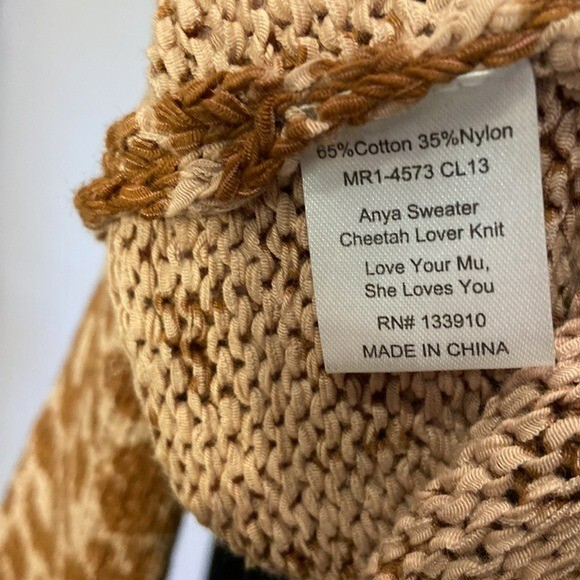 65%Cotton 35%Nylon
MR1-4573 CL13
Anya Sweater
Cheetah Lover Knit
Love Your Mu,
She Loves You
RN# 133910
MADE IN CHINA